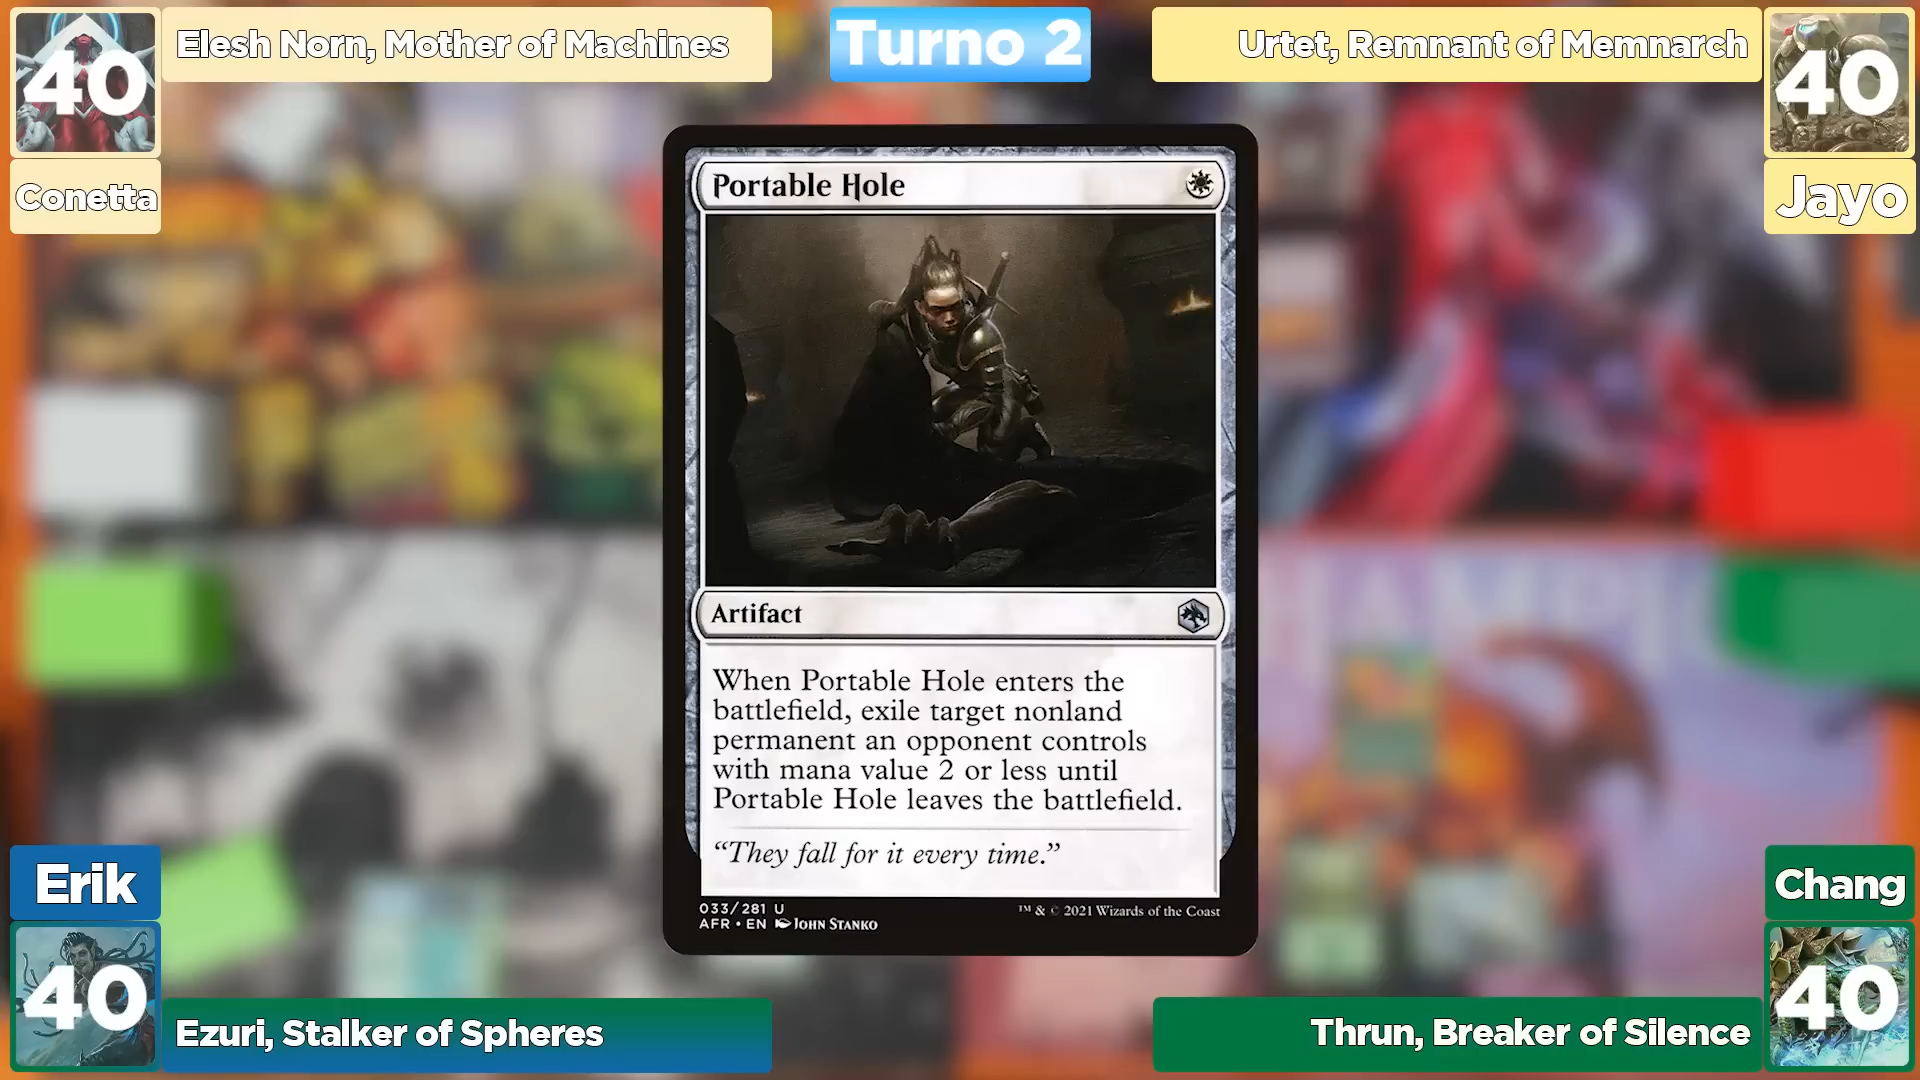 40
Elesh Norn, Mother of Machines
Conetta
Turno 2
Urtet, Remnant of Memnarch
40
Jayo
Portable Hole
Artifact
When Portable Hole enters the
battlefield, exile target nonland
permanent an opponent controls
with mana value 2 or less until
Portable Hole leaves the battlefield.
“They fall for it every time.”
033/281 U
AFR • EN JOHN STANKO
™ & © 2021 Wizards of the Coast
Erik
40
Ezuri, Stalker of Spheres
Chang
40
Thrun, Breaker of Silence